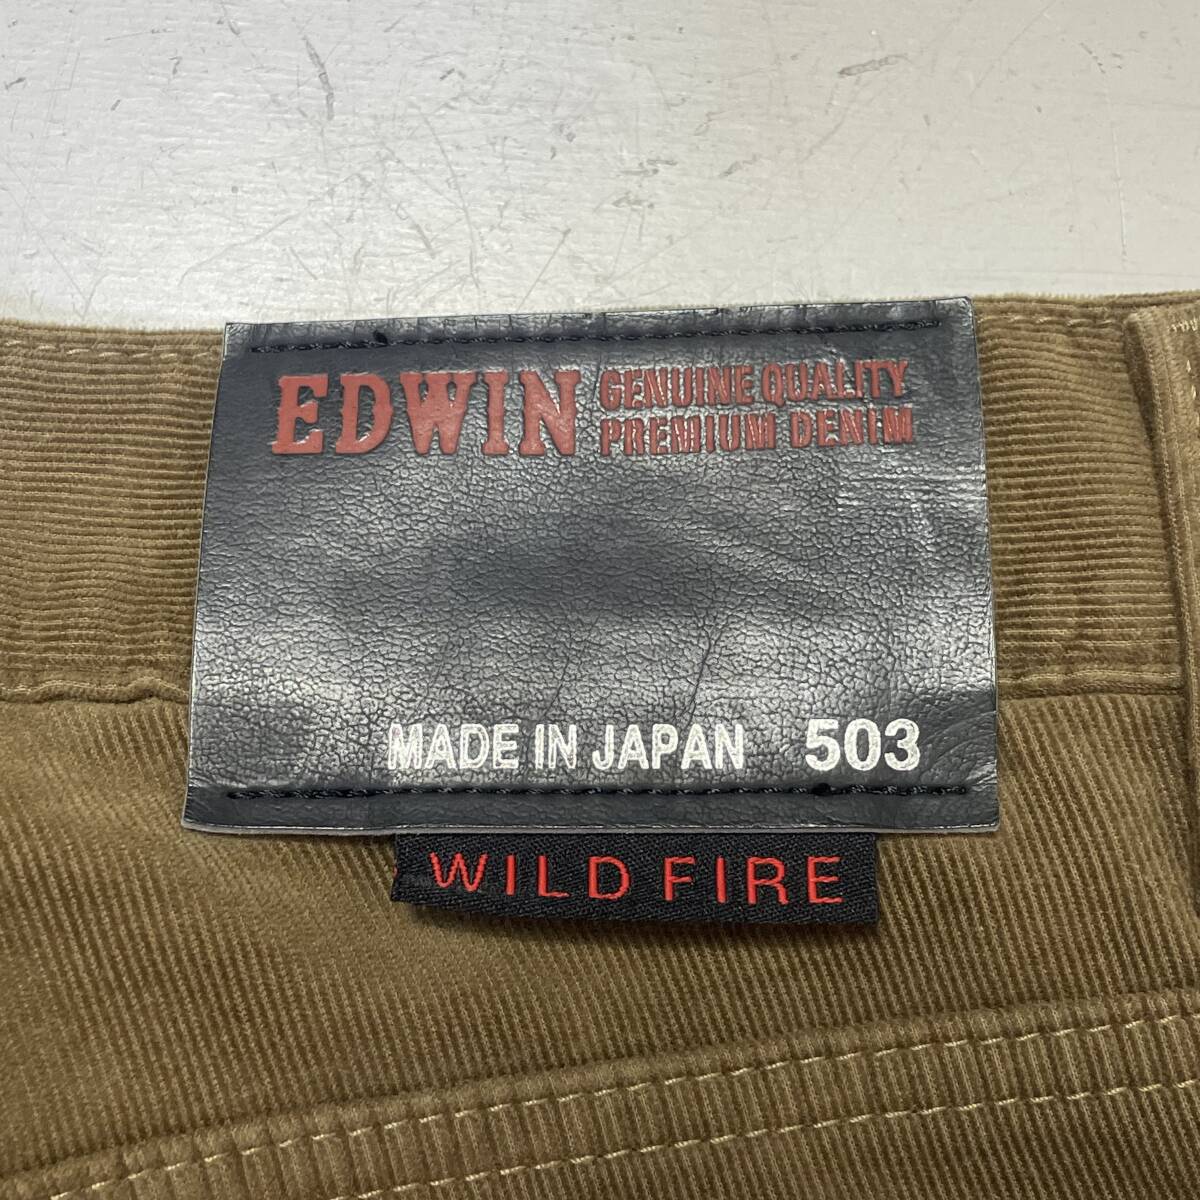 EDWIN GENUINE QUALITY
PREMIUM DENIM
MADE IN JAPAN 503
WILD FIRE